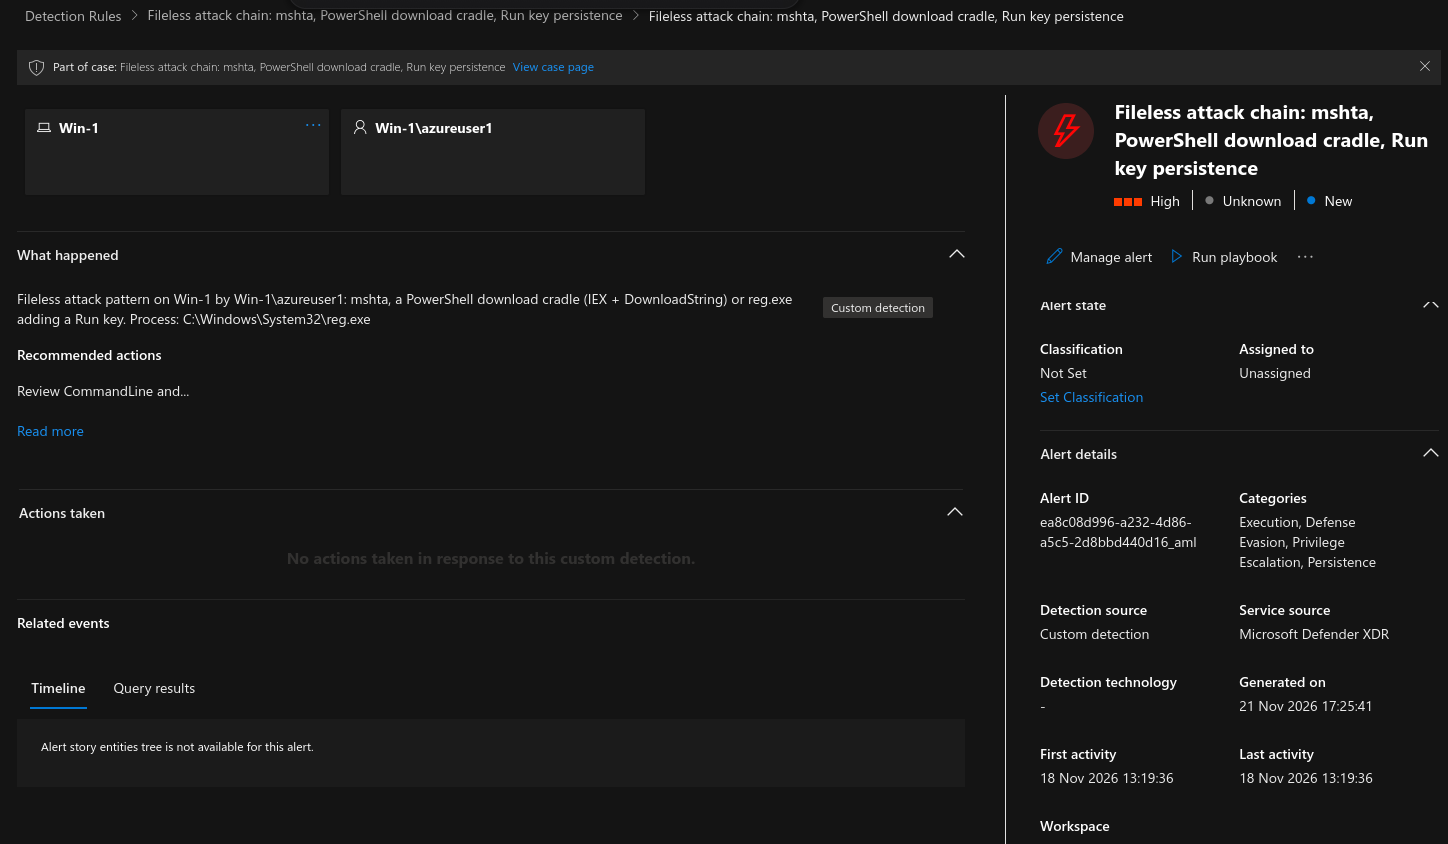 Detection Rules > Fileless attack chain: mshta, PowerShell download cradle, Run key persistence > Fileless attack chain: mshta, PowerShell download cradle, Run key persistence
Part of case: Fileless attack chain: mshta, PowerShell download cradle, Run key persistence View case page
Win-1
Win-1\azureuser1
What happened
Fileless attack pattern on Win-1 by Win-1\azureuser1: mshta, a PowerShell download cradle (IEX + DownloadString) or reg.exe
adding a Run key. Process: C:\Windows\System32\reg.exe
Custom detection
Recommended actions
Review CommandLine and...
Read more
Actions taken
No actions taken in response to this custom detection.
Related events
Timeline
Query results
Alert story entities tree is not available for this alert.
Fileless attack chain: mshta,
PowerShell download cradle, Run
key persistence
High | Unknown | New
Manage alert
Run playbook
Alert state
Classification
Not Set
Set Classification
Assigned to
Unassigned
Alert details
Alert ID
ea8c08d996-a232-4d86-
a5c5-2d8bbd440d16_aml
Categories
Execution, Defense
Evasion, Privilege
Escalation, Persistence
Detection source
Custom detection
Service source
Microsoft Defender XDR
Detection technology
-
Generated on
21 Nov 2026 17:25:41
First activity
18 Nov 2026 13:19:36
Last activity
18 Nov 2026 13:19:36
Workspace